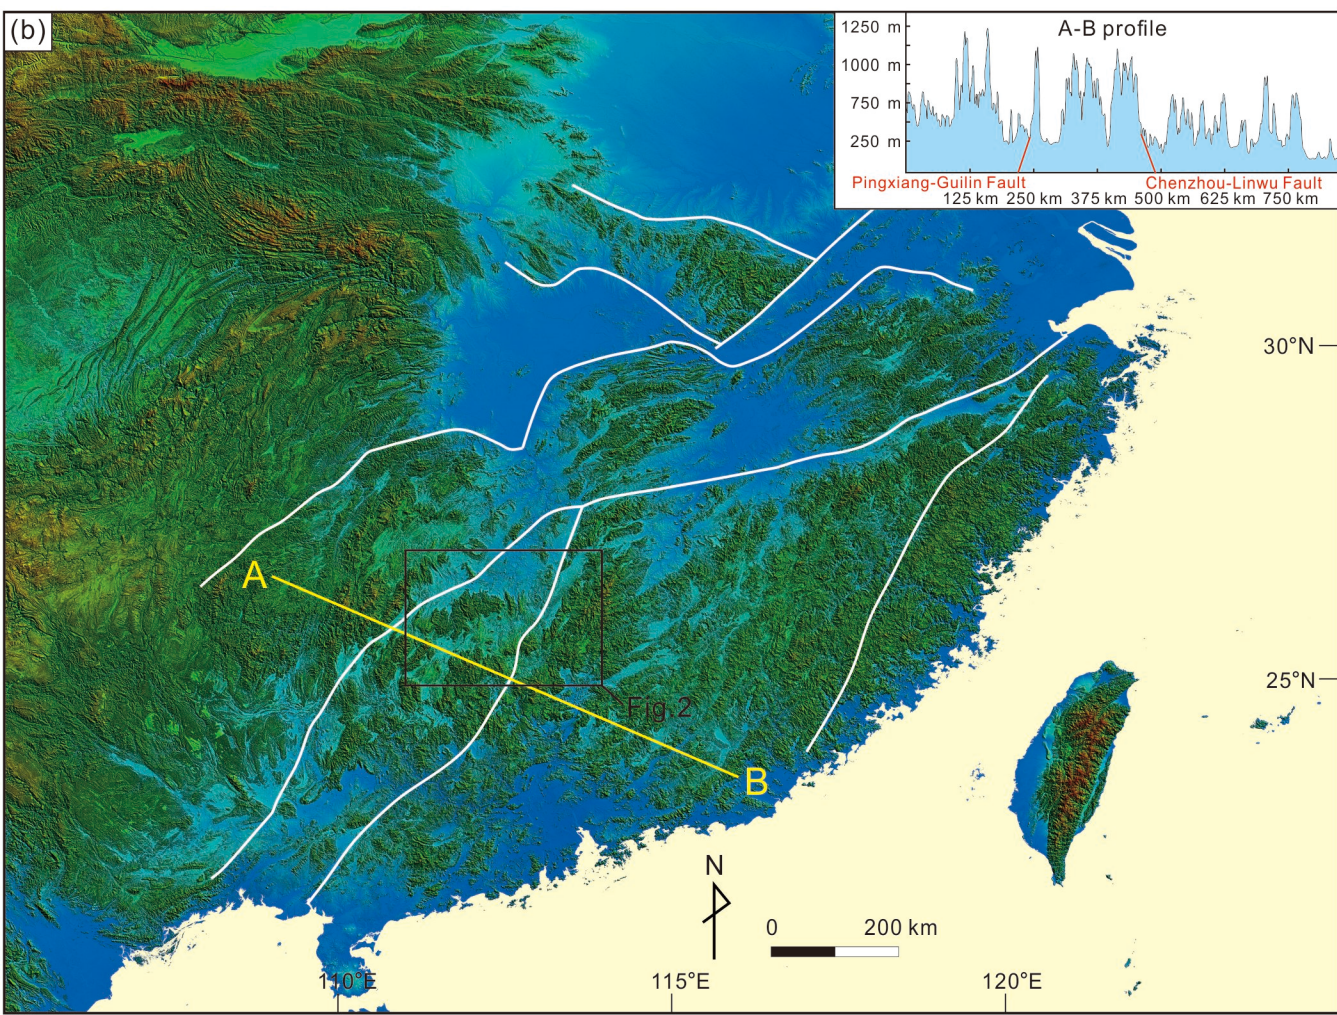 (b)
A-B profile
1250 m
1000 m
750 m
250 m
Pingxiang-Guilin Fault
Chenzhou-Linwu Fault
125 km 250 km 375 km 500 km 625 km 750 km
30°N
A
25°N
Fig.2
B
N
0 200 km
110°E 115°E 120°E